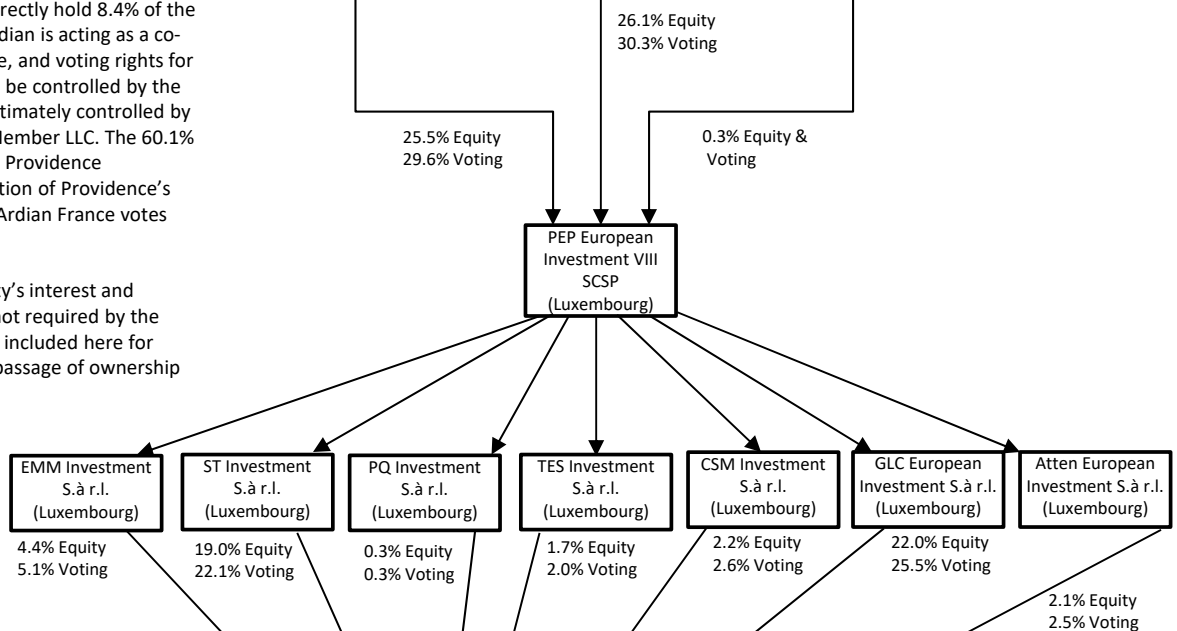 rectly hold 8.4% of the
dian is acting as a co-
e, and voting rights for
be controlled by the
timately controlled by
Member LLC. The 60.1%
Providence
tion of Providence's
Ardian France votes
ty's interest and
not required by the
included here for
passage of ownership
26.1% Equity
30.3% Voting
25.5% Equity
29.6% Voting
0.3% Equity &
Voting
PEP European
Investment VIII
SCSP
(Luxembourg)
EMM Investment
S.à r.l.
(Luxembourg)
4.4% Equity
5.1% Voting
ST Investment
S.à r.l.
(Luxembourg)
19.0% Equity
22.1% Voting
PQ Investment
S.à r.l.
(Luxembourg)
0.3% Equity
0.3% Voting
TES Investment
S.à r.l.
(Luxembourg)
1.7% Equity
2.0% Voting
CSM Investment
S.à r.l.
(Luxembourg)
2.2% Equity
2.6% Voting
GLC European
Investment S.à r.l.
(Luxembourg)
22.0% Equity
25.5% Voting
Atten European
Investment S.à r.l.
(Luxembourg)
2.1% Equity
2.5% Voting